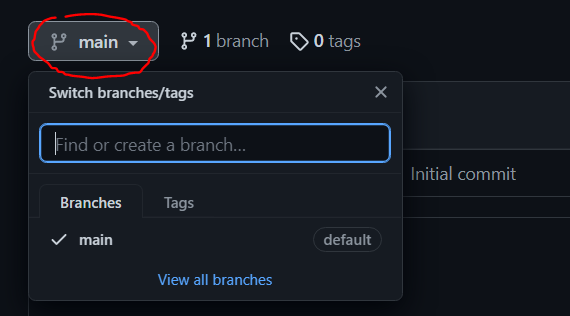 main 1 branch 0 tags
Switch branches/tags
Find or create a branch...
Initial commit
Branches Tags
main default
View all branches